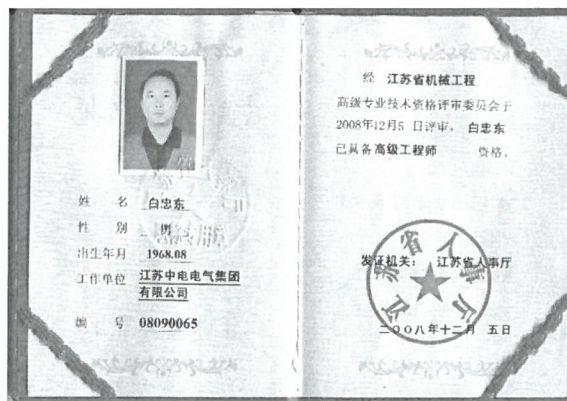 姓 名 白忠东
性 别 男
出生年月 1968.08
工作单位 江苏中电电气集团
有限公司
编 号 08090065
经 江苏省机械工程
高级专业技术资格评审委员会于
2008年12月5 日评审, 白忠东
已具备高级工程师 资格。
江苏省人事厅
发证机关: 江苏省人事厅
二００八年十二月 五日